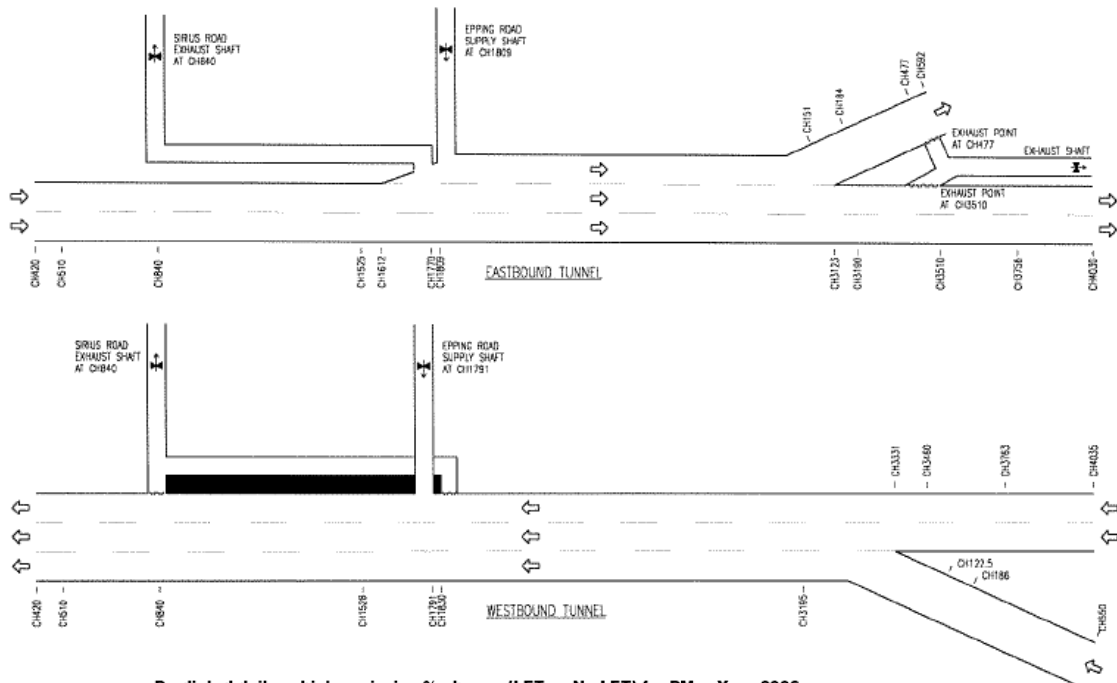 SIRIUS ROAD
EXHAUST SHAFT
AT CH840
EPPING ROAD
SUPPLY SHAFT
AT CH1809
CH151
CH184
CH477
CH592
EXHAUST POINT
AT CH477
EXHAUST SHAFT
EXHAUST POINT
AT CH3510
CH420
CH510
CH840
CH1525
CH1612
CH1770
CH1809
EASTBOUND TUNNEL
CH3123
CH3190
CH3510
CH3758
CH4039
SIRIUS ROAD
EXHAUST SHAFT
AT CH840
EPPING ROAD
SUPPLY SHAFT
AT CH1791
CH3331
CH3460
CH3763
CH4035
CH122.5
CH186
CH550
CH420
CH510
CH840
CH1528
CH1791
CH1830
WESTBOUND TUNNEL
CH3195